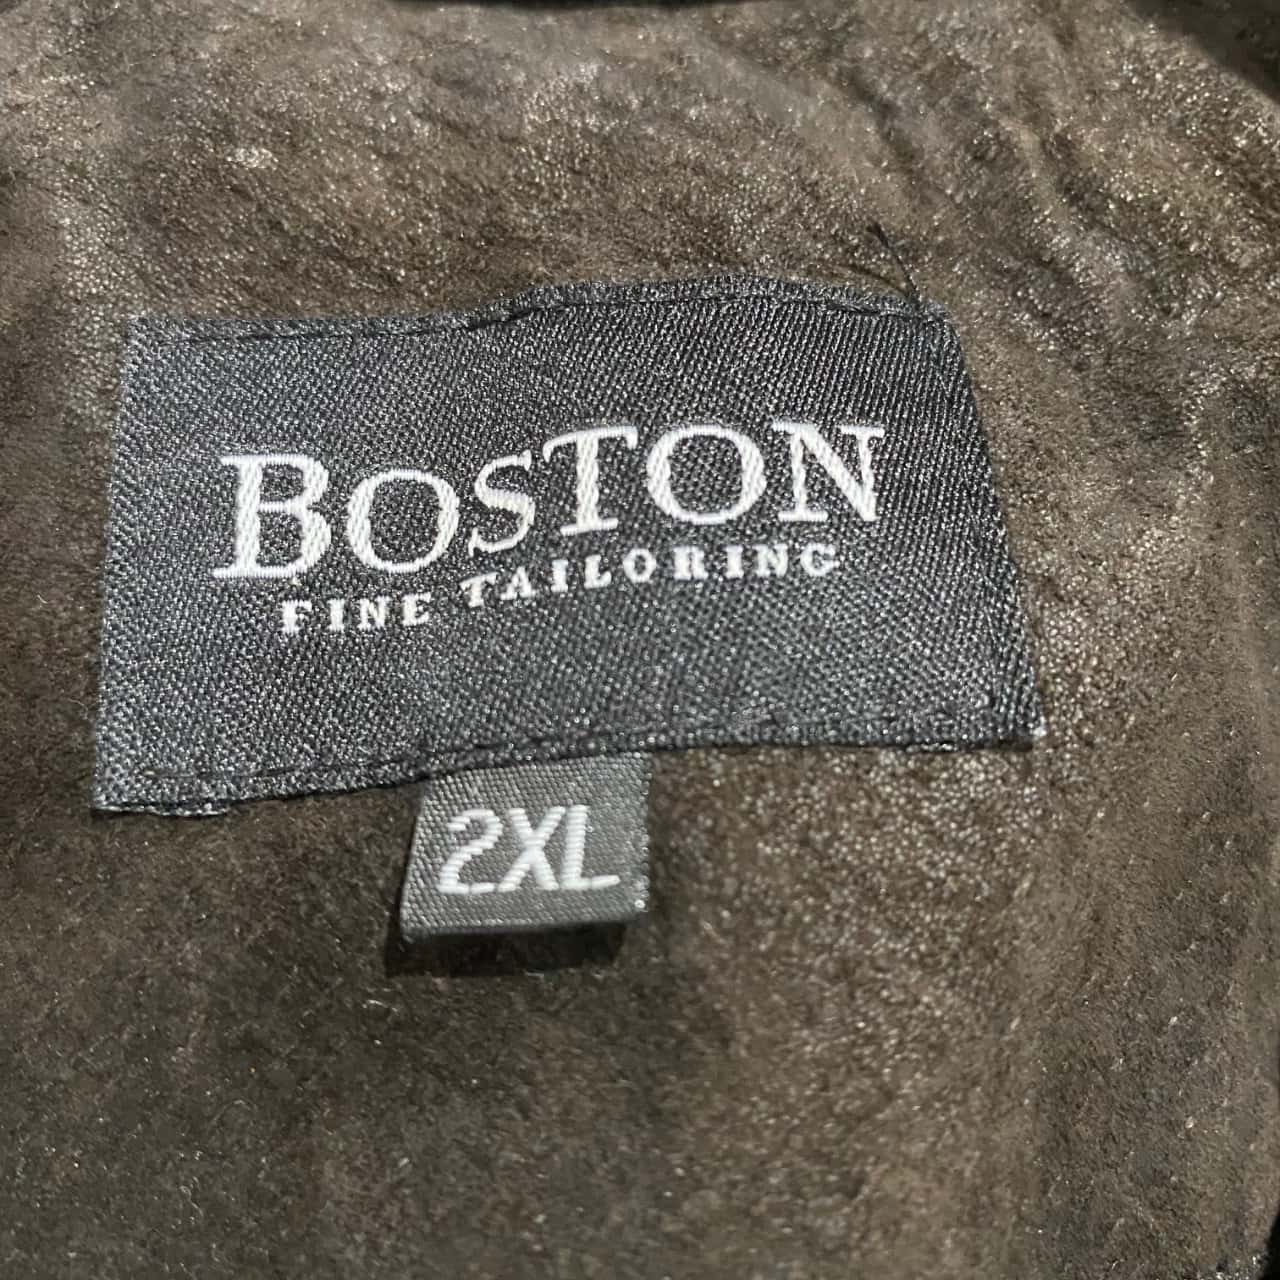 BOSTON
FINE TAILORING
2XL